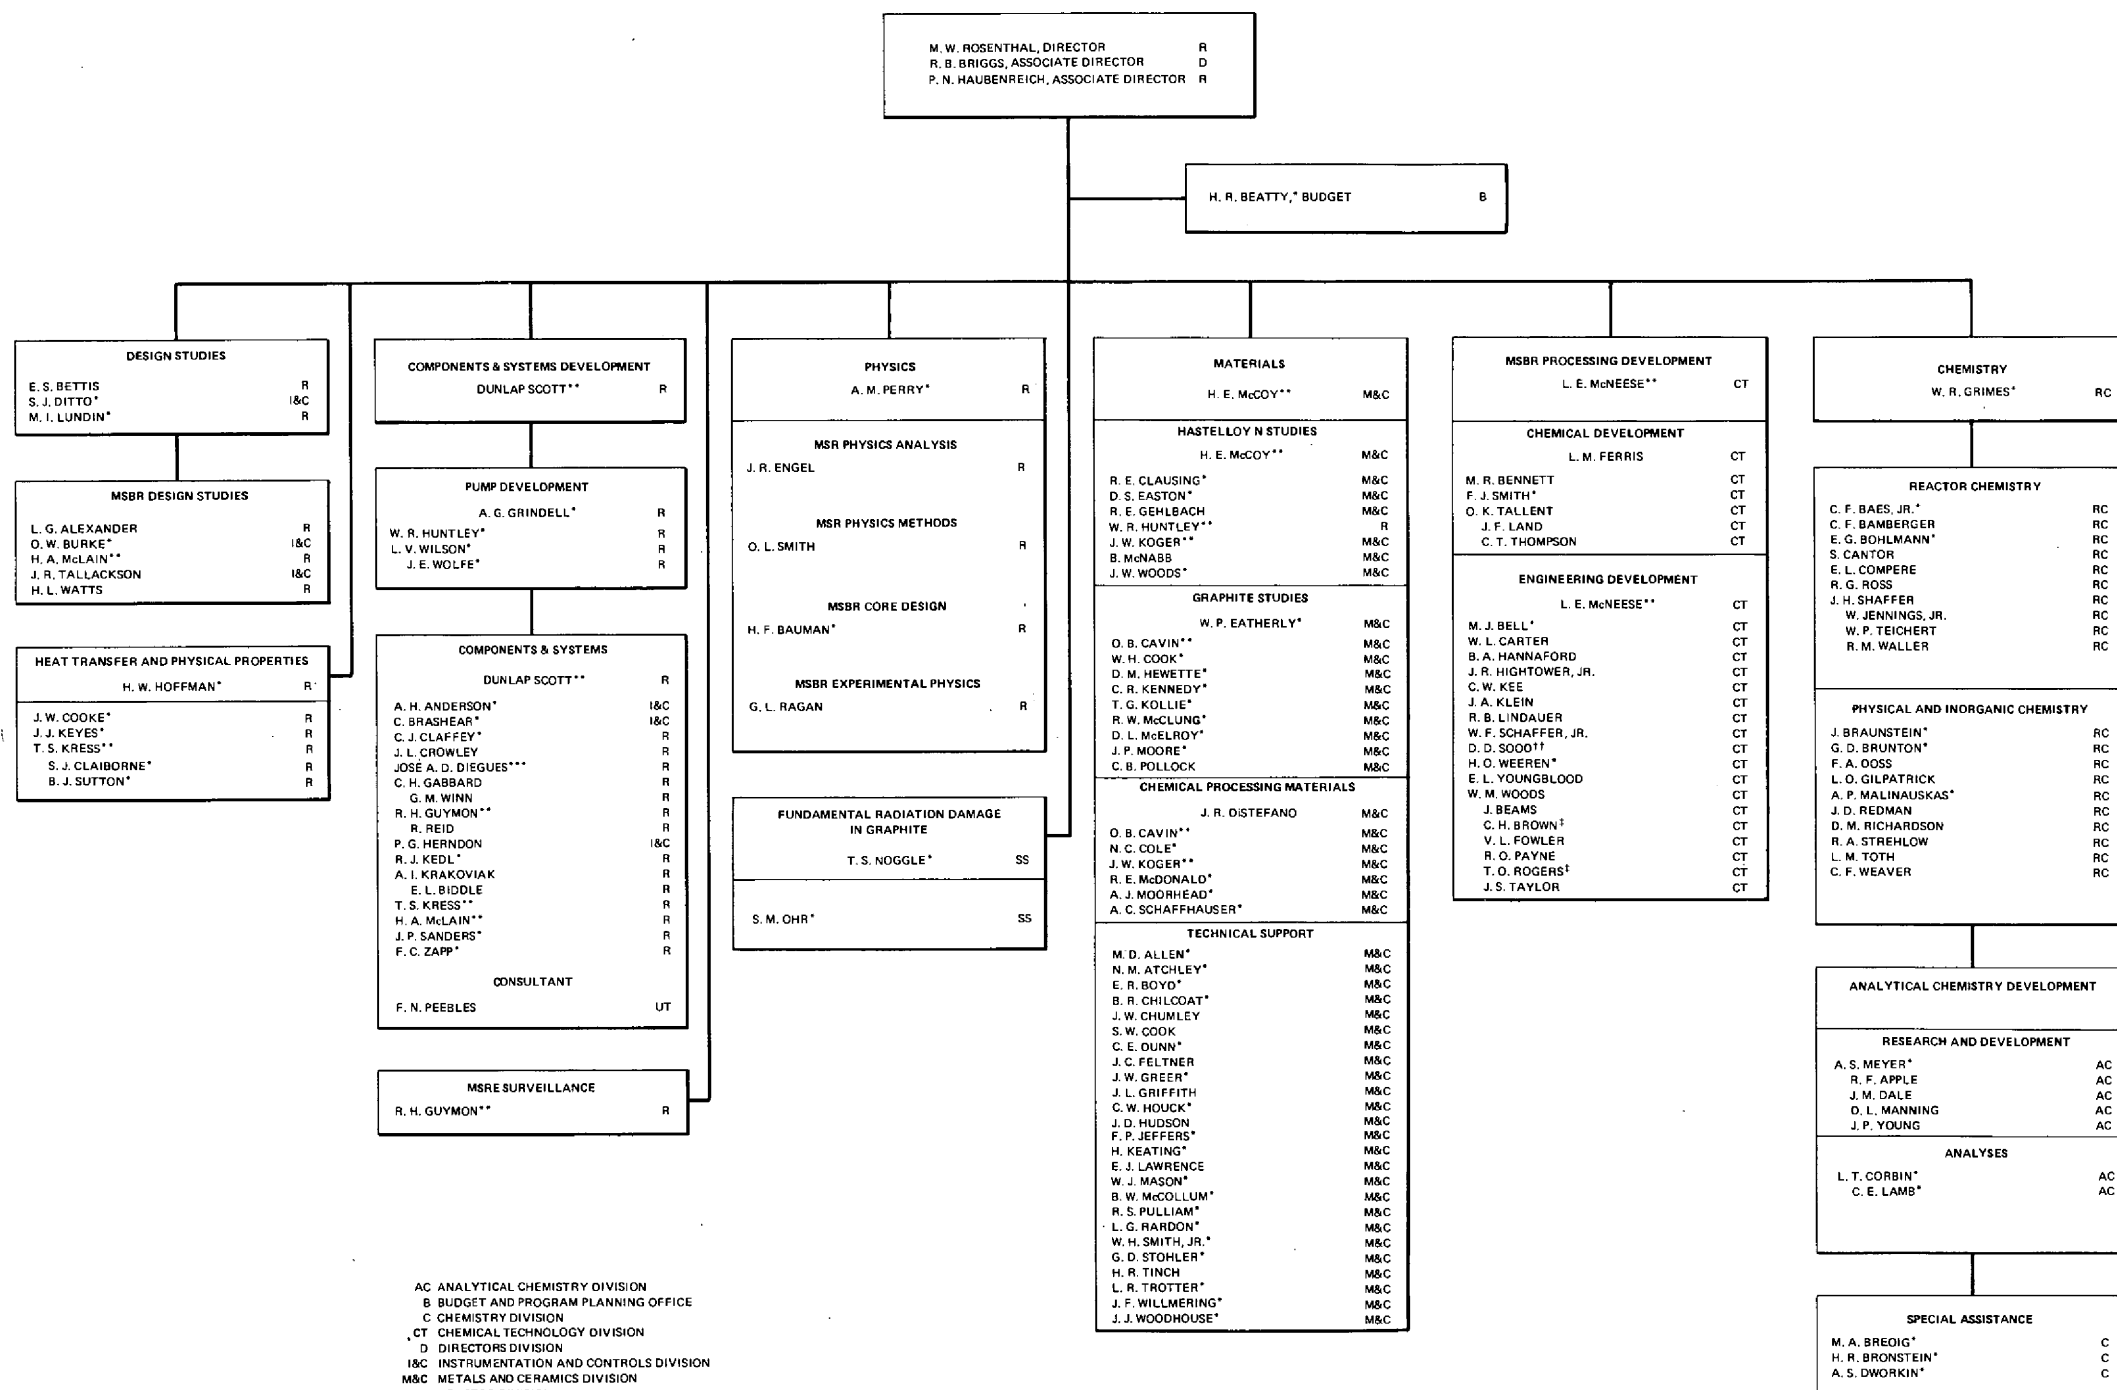 M. W. ROSENTHAL, DIRECTOR R
R. B. BRIGGS, ASSOCIATE DIRECTOR D
P. N. HAUBENREICH, ASSOCIATE DIRECTOR R
H. R. BEATTY,* BUDGET B
DESIGN STUDIES
E. S. BETTIS R
S. J. DITTO* I&C
M. I. LUNDIN* R
MSBR DESIGN STUDIES
L. G. ALEXANDER R
O. W. BURKE* I&C
H. A. McLAIN** R
J. R. TALLACKSON I&C
H. L. WATTS R
HEAT TRANSFER AND PHYSICAL PROPERTIES
H. W. HOFFMAN* R
J. W. COOKE* R
J. J. KEYES* R
T. S. KRESS** R
S. J. CLAIBORNE* R
B. J. SUTTON* R
COMPONENTS & SYSTEMS DEVELOPMENT
DUNLAP SCOTT** R
PUMP DEVELOPMENT
A. G. GRINDELL* R
W. R. HUNTLEY* R
L. V. WILSON* R
J. E. WOLFE* R
COMPONENTS & SYSTEMS
DUNLAP SCOTT** R
A. H. ANDERSON* I&C
C. BRASHEAR* I&C
C. J. CLAFFEY* R
J. L. CROWLEY R
JOSÉ A. D. DIEGUES*** R
C. H. GABBARD R
G. M. WINN R
R. H. GUYMON** R
R. REID R
P. G. HERNDON I&C
R. J. KEDL* R
A. I. KRAKOVIAK R
E. L. BIDDLE R
T. S. KRESS** R
H. A. McLAIN** R
J. P. SANDERS* R
F. C. ZAPP* R
CONSULTANT
F. N. PEEBLES UT
MSRE SURVEILLANCE
R. H. GUYMON** R
PHYSICS
A. M. PERRY* R
MSR PHYSICS ANALYSIS
J. R. ENGEL R
MSR PHYSICS METHODS
O. L. SMITH R
MSBR CORE DESIGN
H. F. BAUMAN* R
MSBR EXPERIMENTAL PHYSICS
G. L. RAGAN R
FUNDAMENTAL RADIATION DAMAGE
IN GRAPHITE
T. S. NOGGLE* SS
S. M. OHR* SS
MATERIALS
H. E. McCOY** M&C
HASTELLOY N STUDIES
H. E. McCOY** M&C
R. E. CLAUSING* M&C
D. S. EASTON* M&C
R. E. GEHLBACH M&C
W. R. HUNTLEY** R
J. W. KOGER** M&C
B. McNABB M&C
J. W. WOODS* M&C
GRAPHITE STUDIES
W. P. EATHERLY* M&C
O. B. CAVIN** M&C
W. H. COOK* M&C
D. M. HEWETTE* M&C
C. R. KENNEDY* M&C
T. G. KOLLIE* M&C
R. W. McCLUNG* M&C
D. L. McELROY* M&C
J. P. MOORE* M&C
C. B. POLLOCK M&C
CHEMICAL PROCESSING MATERIALS
J. R. DiSTEFANO M&C
O. B. CAVIN** M&C
N. C. COLE* M&C
J. W. KOGER** M&C
R. E. McDONALD* M&C
A. J. MOORHEAD* M&C
A. C. SCHAFFHAUSER* M&C
TECHNICAL SUPPORT
M. D. ALLEN* M&C
N. M. ATCHLEY* M&C
E. R. BOYD* M&C
B. R. CHILCOAT* M&C
J. W. CHUMLEY M&C
S. W. COOK M&C
C. E. DUNN* M&C
J. C. FELTNER M&C
J. W. GREER* M&C
J. L. GRIFFITH M&C
C. W. HOUCK* M&C
J. D. HUDSON M&C
F. P. JEFFERS* M&C
H. KEATING* M&C
E. J. LAWRENCE M&C
W. J. MASON* M&C
B. W. McCOLLUM* M&C
R. S. PULLIAM* M&C
L. G. RARDON* M&C
W. H. SMITH, JR.* M&C
G. D. STOHLER* M&C
H. R. TINCH M&C
L. R. TROTTER* M&C
J. F. WILLMERING* M&C
J. J. WOODHOUSE* M&C
MSBR PROCESSING DEVELOPMENT
L. E. McNEESE** CT
CHEMICAL DEVELOPMENT
L. M. FERRIS CT
M. R. BENNETT CT
F. J. SMITH* CT
O. K. TALLENT CT
J. F. LAND CT
C. T. THOMPSON CT
ENGINEERING DEVELOPMENT
L. E. McNEESE** CT
M. J. BELL* CT
W. L. CARTER CT
B. A. HANNAFORD CT
J. R. HIGHTOWER, JR. CT
C. W. KEE CT
J. A. KLEIN CT
R. B. LINDAUER CT
W. F. SCHAFFER, JR. CT
D. D. SOOO†† CT
H. O. WEEREN* CT
E. L. YOUNGBLOOD CT
W. M. WOODS CT
J. BEAMS CT
C. H. BROWN‡ CT
V. L. FOWLER CT
R. O. PAYNE CT
T. O. ROGERS‡ CT
J. S. TAYLOR CT
CHEMISTRY
W. R. GRIMES* RC
REACTOR CHEMISTRY
C. F. BAES, JR.* RC
C. F. BAMBERGER RC
E. G. BOHLMANN* RC
S. CANTOR RC
E. L. COMPERE RC
R. G. ROSS RC
J. H. SHAFFER RC
W. JENNINGS, JR. RC
W. P. TEICHERT RC
R. M. WALLER RC
PHYSICAL AND INORGANIC CHEMISTRY
J. BRAUNSTEIN* RC
G. D. BRUNTON* RC
F. A. DOSS RC
L. O. GILPATRICK RC
A. P. MALINAUSKAS* RC
J. D. REDMAN RC
D. M. RICHARDSON RC
R. A. STREHLOW RC
L. M. TOTH RC
C. F. WEAVER RC
ANALYTICAL CHEMISTRY DEVELOPMENT
RESEARCH AND DEVELOPMENT
A. S. MEYER* AC
R. F. APPLE AC
J. M. DALE AC
D. L. MANNING AC
J. P. YOUNG AC
ANALYSES
L. T. CORBIN* AC
C. E. LAMB* AC
SPECIAL ASSISTANCE
M. A. BREDIG* C
H. R. BRONSTEIN* C
A. S. DWORKIN* C
AC ANALYTICAL CHEMISTRY DIVISION
B BUDGET AND PROGRAM PLANNING OFFICE
C CHEMISTRY DIVISION
CT CHEMICAL TECHNOLOGY DIVISION
D DIRECTORS DIVISION
I&C INSTRUMENTATION AND CONTROLS DIVISION
M&C METALS AND CERAMICS DIVISION